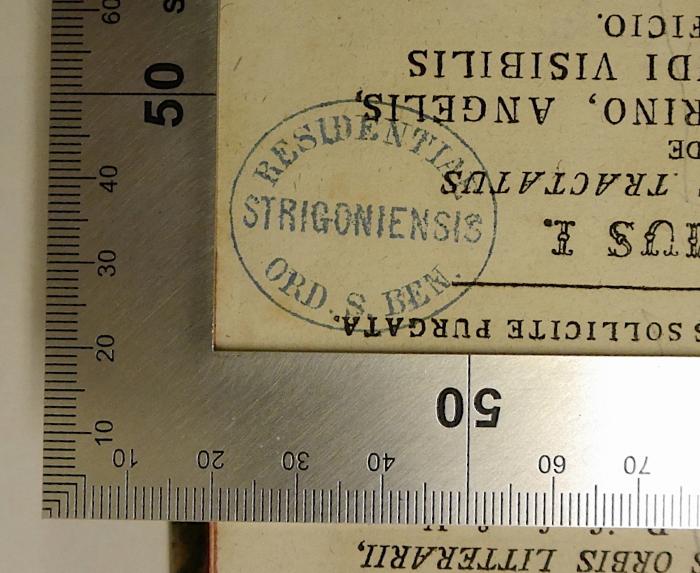 RESIDENTIA
STRIGONIENSIS
ORD. S. BEN.
ORBIS LITTERARII,
SOLLICITE PURGATA.
US I.
TRACTATUS
DE
RINO, ANGELIS,
DI VISIBILIS
FICIO.
60
50
40
30
20
10
10
20
30
40
50
60
70